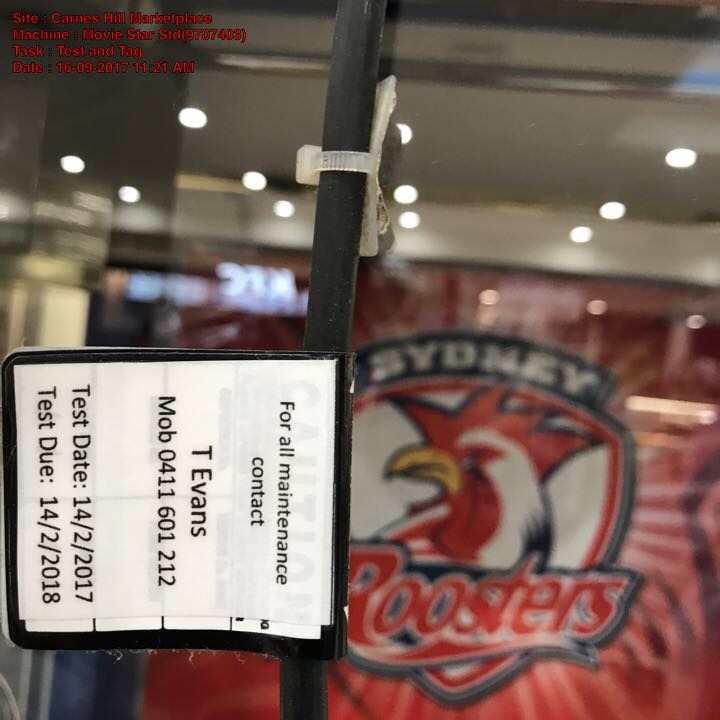 Site : Carnes Hill Marketplace
Machine : Movie Star Std(9707403)
Task : Test and Tag
Date : 16-09-2017 11:21 AM
For all maintenance
contact
T Evans
Mob 0411 601 212
Test Date: 14/2/2017
Test Due: 14/2/2018
CAUTION
SYDNEY
Roosters